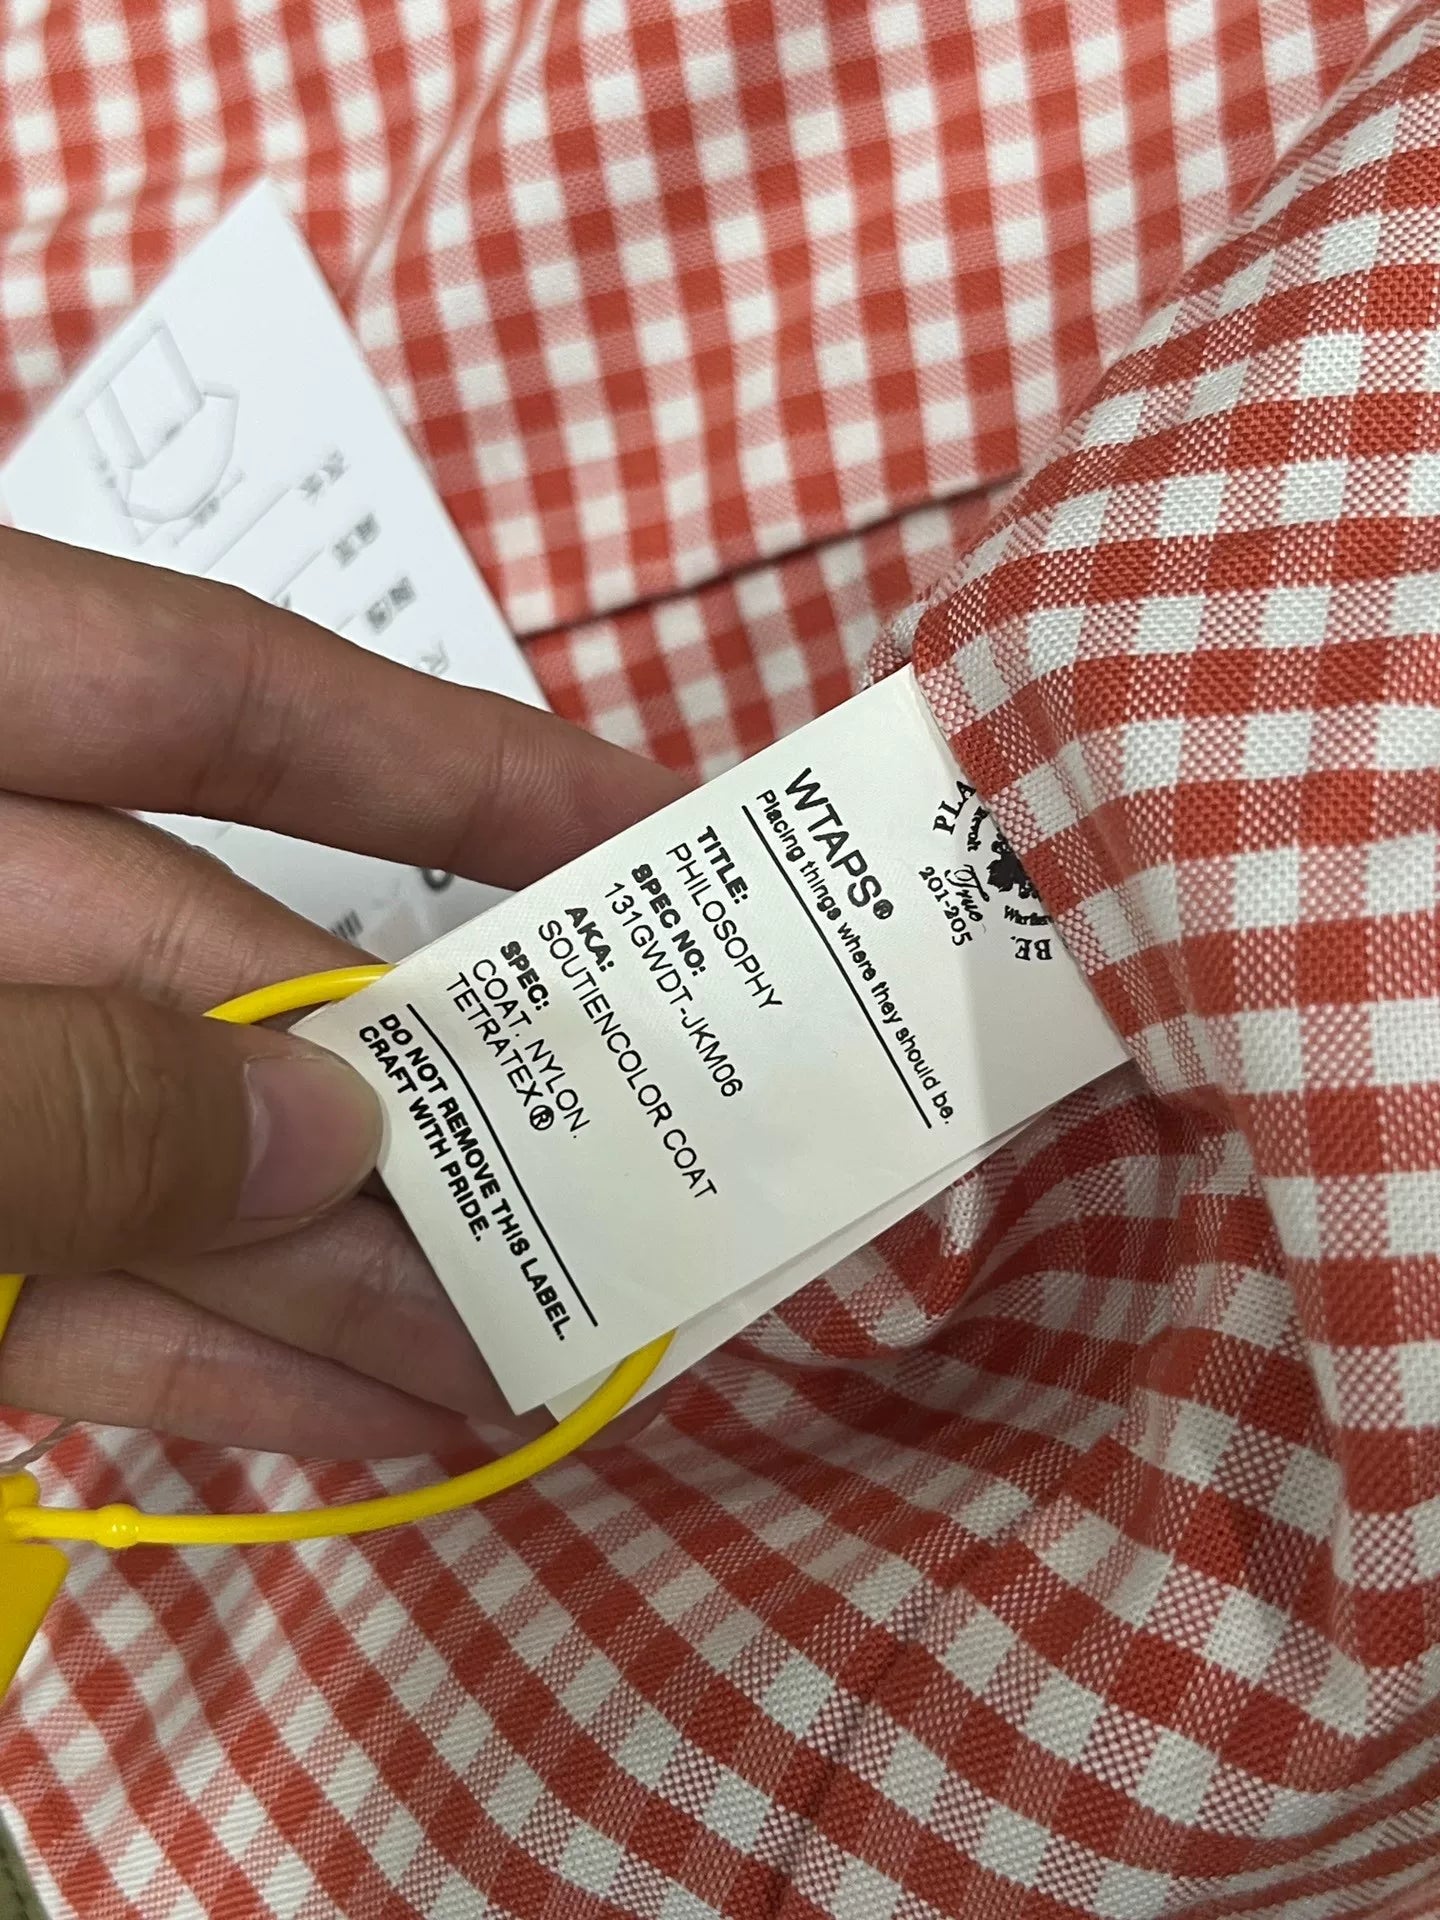 WTAPS®
Placing things where they should be.
TITLE:
PHILOSOPHY
SPEC NO:
131GWDT-JKM06
AKA:
SOUTIENCOLOR COAT
SPEC:
COAT. NYLON.
TETRATEX®
DO NOT REMOVE THIS LABEL.
CRAFT WITH PRIDE.
True
201-205
BE